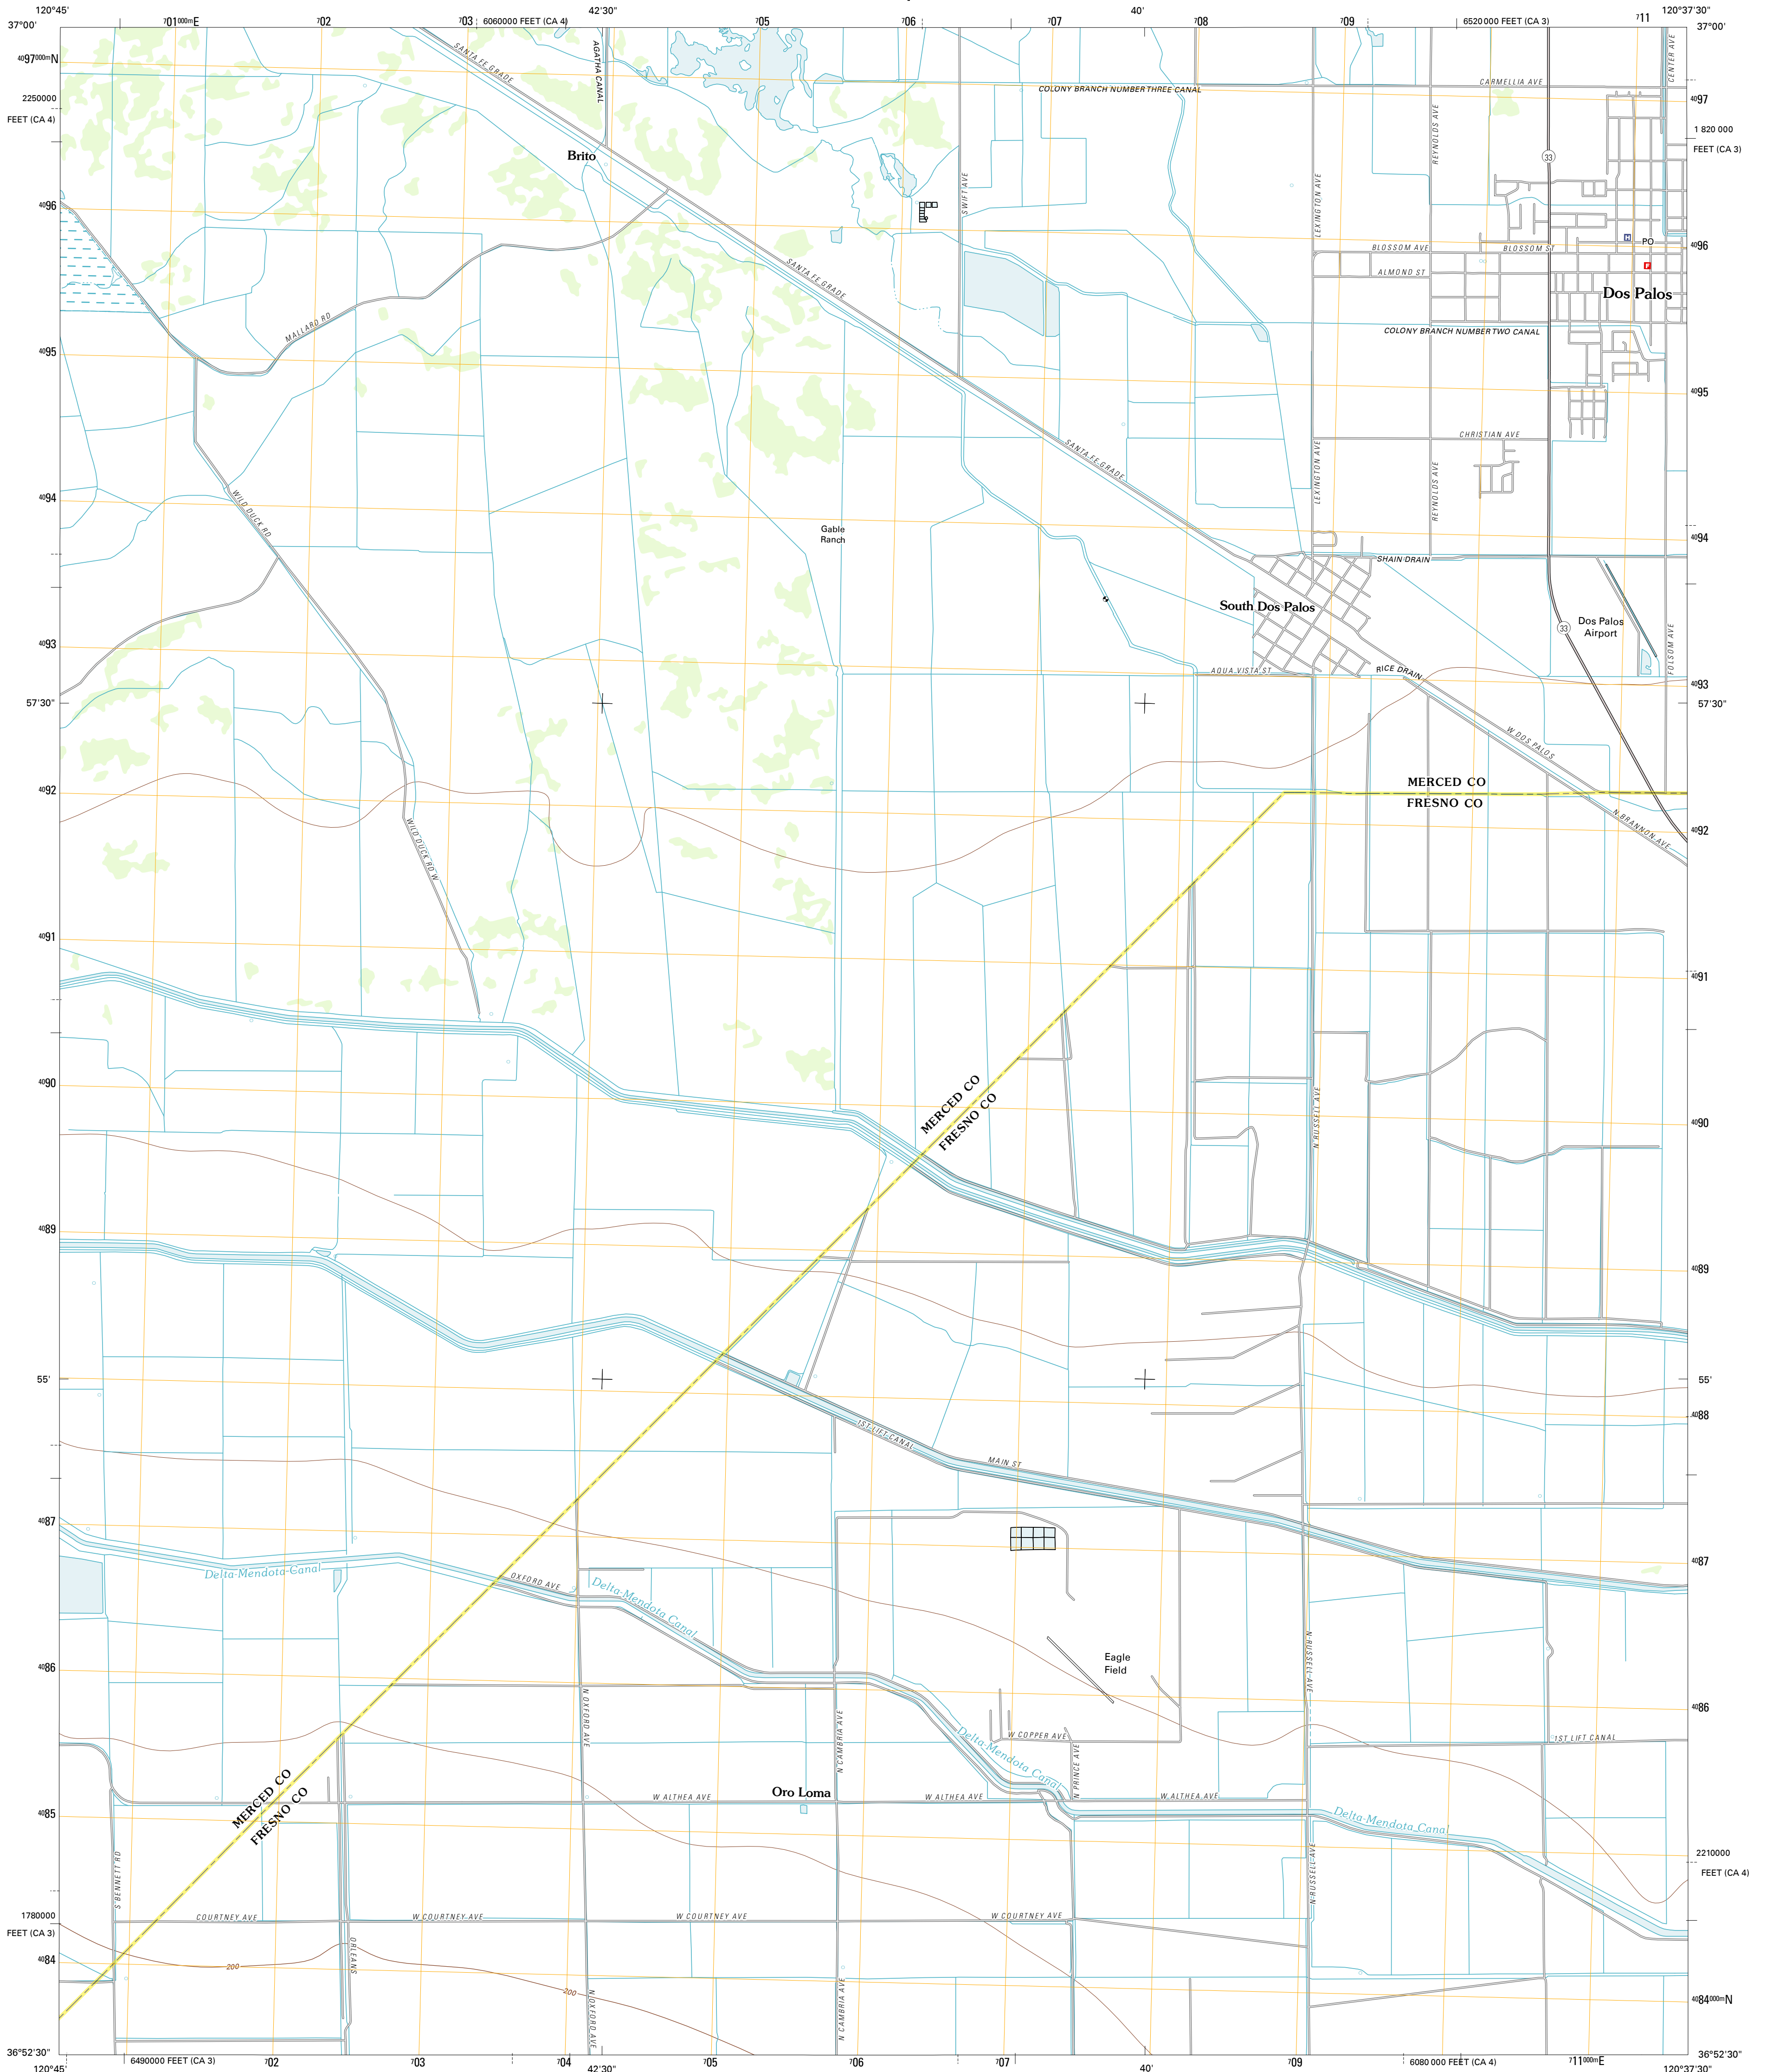 120°45'
⁷01⁰⁰⁰ᵐE
⁷02
⁷03
6060000 FEET (CA 4)
42'30"
⁷05
⁷06
⁷07
40'
⁷08
⁷09
6520000 FEET (CA 3)
⁷11
120°37'30"
37°00'
37°00'
⁴⁰97⁰⁰⁰ᵐN
2250000
FEET (CA 4)
SANTA FE GRADE
AGATHA CANAL
COLONY BRANCH NUMBER THREE CANAL
CARMELLIA AVE
CENTER AVE
⁴⁰97
1 820 000
FEET (CA 3)
REYNOLDS AVE
33
Brito
SWIFT AVE
LEXINGTON AVE
⁴⁰96
H
PO
⁴⁰96
BLOSSOM AVE
BLOSSOM ST
SANTA FE GRADE
ALMOND ST
F
Dos Palos
MALLARD RD
COLONY BRANCH NUMBER TWO CANAL
⁴⁰95
⁴⁰95
SANTA FE GRADE
CHRISTIAN AVE
LEXINGTON AVE
REYNOLDS AVE
⁴⁰94
WILD DUCK RD
Gable
Ranch
⁴⁰94
SHAIN DRAIN
South Dos Palos
33
Dos Palos
Airport
FOLSOM AVE
⁴⁰93
AQUA VISTA ST
RICE DRAIN
⁴⁰93
57'30"
57'30"
W DOS PALOS
⁴⁰92
MERCED CO
FRESNO CO
N BRANNON AVE
⁴⁰92
WILD DUCK RD W
⁴⁰91
⁴⁰91
⁴⁰90
MERCED CO
FRESNO CO
N RUSSELL AVE
⁴⁰90
⁴⁰89
⁴⁰89
55'
55'
⁴⁰88
1ST LIFT CANAL
MAIN ST
⁴⁰87
⁴⁰87
Delta-Mendota Canal
OXFORD AVE
Delta-Mendota Canal
⁴⁰86
Eagle
Field
N RUSSELL AVE
⁴⁰86
N OXFORD AVE
N CAMBRIA AVE
Delta-Mendota Canal
W COPPER AVE
N PRINCE AVE
1ST LIFT CANAL
MERCED CO
FRESNO CO
Oro Loma
W ALTHEA AVE
W ALTHEA AVE
W ALTHEA AVE
⁴⁰85
Delta-Mendota Canal
2210000
FEET (CA 4)
S BENNETT RD
N RUSSELL AVE
1780000
FEET (CA 3)
COURTNEY AVE
W COURTNEY AVE
W COURTNEY AVE
W COURTNEY AVE
ORLEANS
⁴⁰84
200
200
N OXFORD AVE
N CAMBRIA AVE
⁴⁰84⁰⁰⁰ᵐN
36°52'30"
36°52'30"
120°45'
6490000 FEET (CA 3)
⁷02
⁷03
⁷04
42'30"
⁷05
⁷06
⁷07
40'
⁷09
6080 000 FEET (CA 4)
⁷11⁰⁰⁰ᵐE
120°37'30"